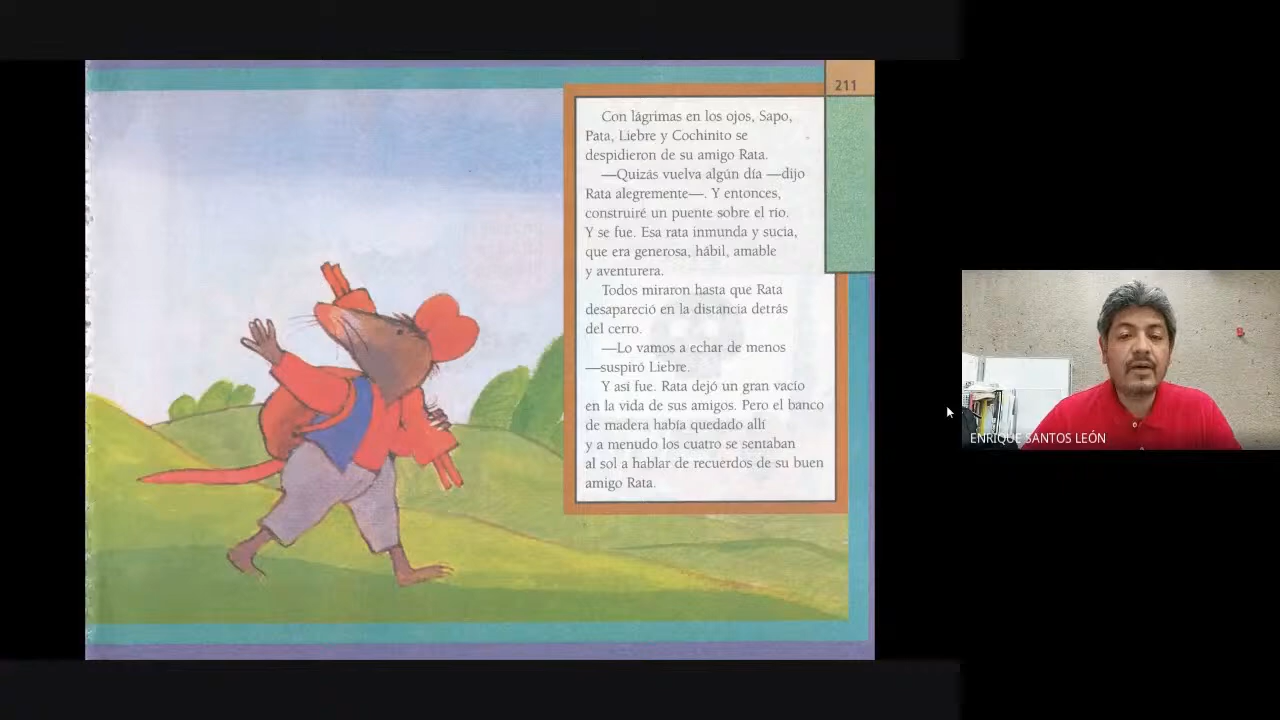 211
Con lágrimas en los ojos, Sapo,
Pata, Liebre y Cochinito se
despidieron de su amigo Rata.
—Quizás vuelva algún día —dijo
Rata alegremente—. Y entonces,
construiré un puente sobre el río.
Y se fue. Esa rata inmunda y sucia,
que era generosa, hábil, amable
y aventurera.
Todos miraron hasta que Rata
desapareció en la distancia detrás
del cerro.
—Lo vamos a echar de menos
—suspiró Liebre.
Y así fue. Rata dejó un gran vacío
en la vida de sus amigos. Pero el banco
de madera había quedado allí
y a menudo los cuatro se sentaban
al sol a hablar de recuerdos de su buen
amigo Rata.
ENRIQUE SANTOS LEÓN